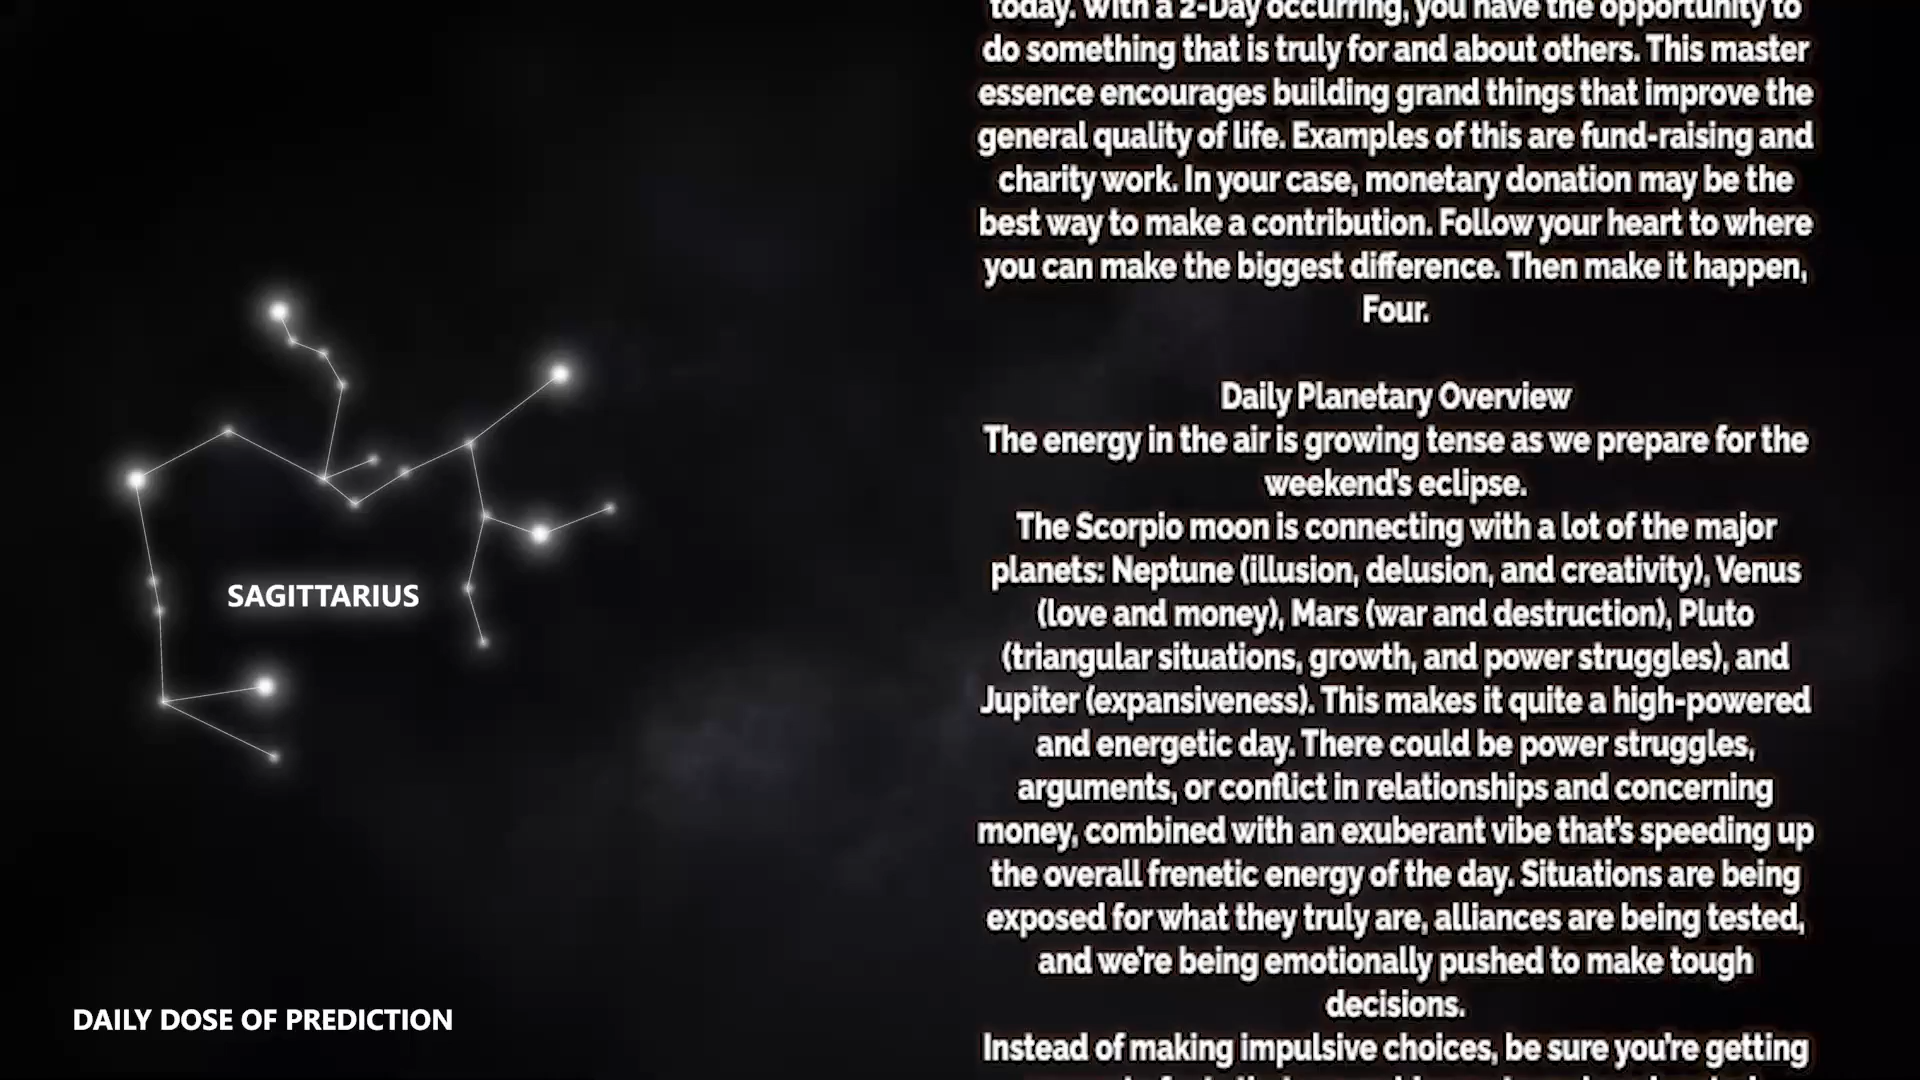 today. With a 2-Day occurring, you have the opportunity to
do something that is truly for and about others. This master
essence encourages building grand things that improve the
general quality of life. Examples of this are fund-raising and
charity work. In your case, monetary donation may be the
best way to make a contribution. Follow your heart to where
you can make the biggest difference. Then make it happen,
Four.
Daily Planetary Overview
The energy in the air is growing tense as we prepare for the
weekend's eclipse.
The Scorpio moon is connecting with a lot of the major
planets: Neptune (illusion, delusion, and creativity), Venus
(love and money), Mars (war and destruction), Pluto
(triangular situations, growth, and power struggles), and
Jupiter (expansiveness). This makes it quite a high-powered
and energetic day. There could be power struggles,
arguments, or conflict in relationships and concerning
money, combined with an exuberant vibe that's speeding up
the overall frenetic energy of the day. Situations are being
exposed for what they truly are, alliances are being tested,
and we're being emotionally pushed to make tough
decisions.
Instead of making impulsive choices, be sure you're getting
SAGITTARIUS
DAILY DOSE OF PREDICTION